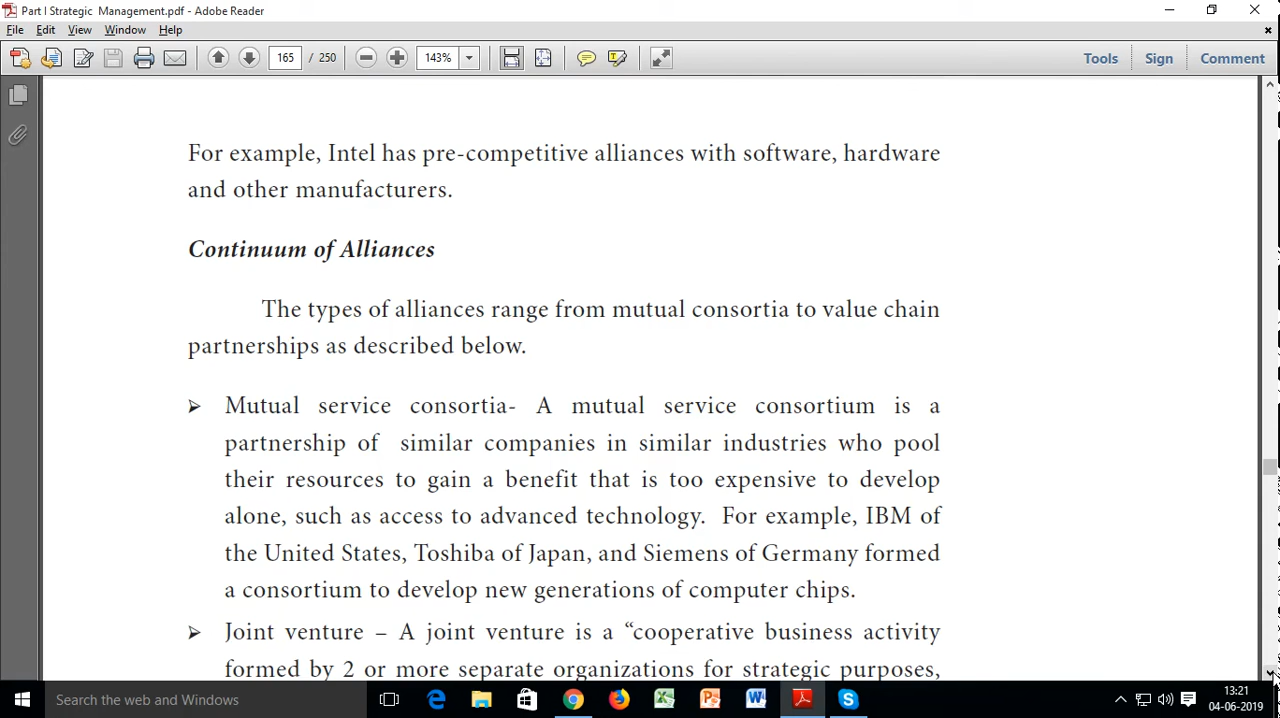 Part I Strategic Management.pdf - Adobe Reader
File Edit View Window Help
165 / 250 143% Tools Sign Comment
For example, Intel has pre-competitive alliances with software, hardware
and other manufacturers.
Continuum of Alliances
The types of alliances range from mutual consortia to value chain
partnerships as described below.
➢ Mutual service consortia- A mutual service consortium is a
partnership of similar companies in similar industries who pool
their resources to gain a benefit that is too expensive to develop
alone, such as access to advanced technology. For example, IBM of
the United States, Toshiba of Japan, and Siemens of Germany formed
a consortium to develop new generations of computer chips.
➢ Joint venture – A joint venture is a “cooperative business activity
formed by 2 or more separate organizations for strategic purposes,
Search the web and Windows
13:21
04-06-2019